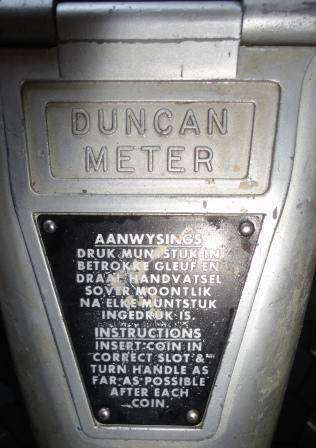 DUNCAN
METER
AANWYSINGS
DRUK MUNTSTUK IN
BETROKKE GLEUF EN
DRAAI HANDVATSEL
SOVER MOONTLIK
NA ELKE MUNTSTUK
INGEDRUK IS.
INSTRUCTIONS
INSERT COIN IN
CORRECT SLOT &
TURN HANDLE AS
FAR AS POSSIBLE
AFTER EACH
COIN.